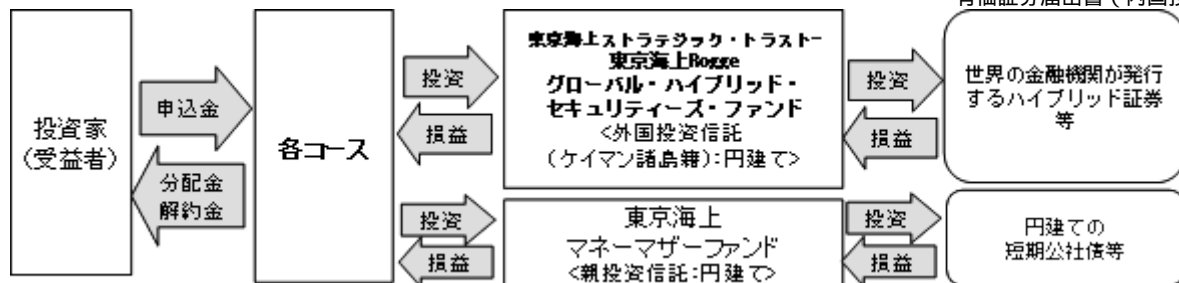 有価証券届出書（内国投
投資家
（受益者）
申込金
分配金
解約金
各コース
投資
損益
東京海上ストラテジック・トラスト－
東京海上Rogge
グローバル・ハイブリッド・
セキュリティーズ・ファンド
<外国投資信託
（ケイマン諸島籍）：円建て>
投資
損益
世界の金融機関が発行
するハイブリッド証券
等
投資
損益
東京海上
マネーマザーファンド
<親投資信託：円建て>
投資
損益
円建ての
短期公社債等